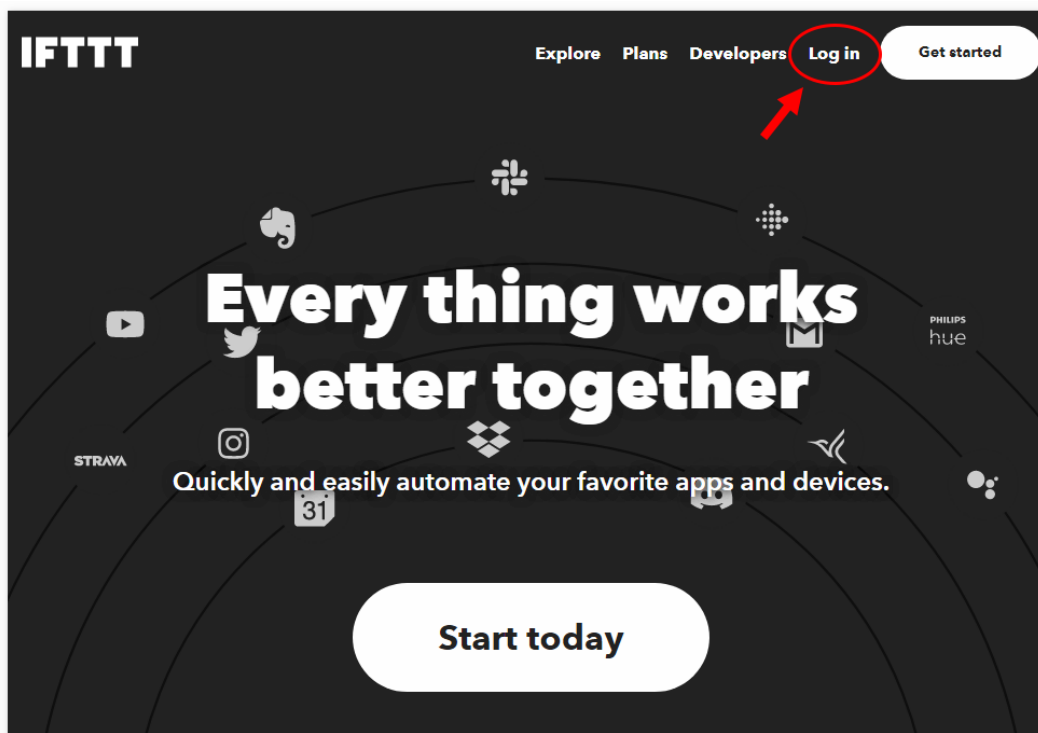 IFTTT
Explore Plans Developers Log in Get started
Every thing works
better together
PHILIPS
hue
STRAVA
Quickly and easily automate your favorite apps and devices.
31
Start today